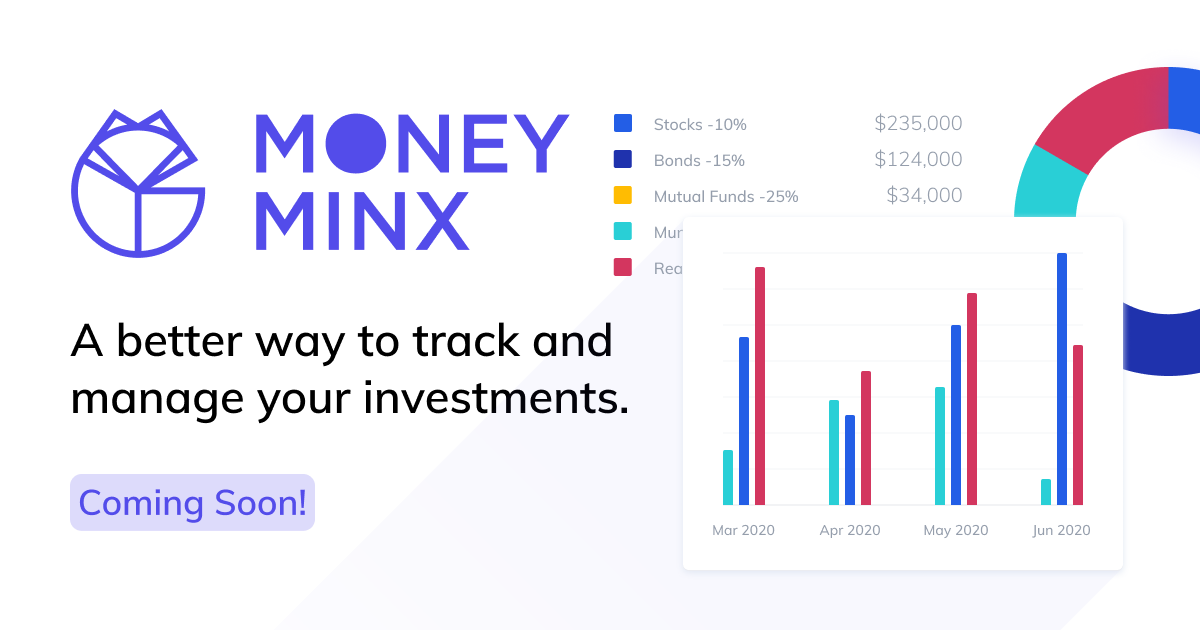 MONEY
MINX
A better way to track and
manage your investments.
Coming Soon!
Stocks -10% $235,000
Bonds -15% $124,000
Mutual Funds -25% $34,000
Mar 2020 Apr 2020 May 2020 Jun 2020